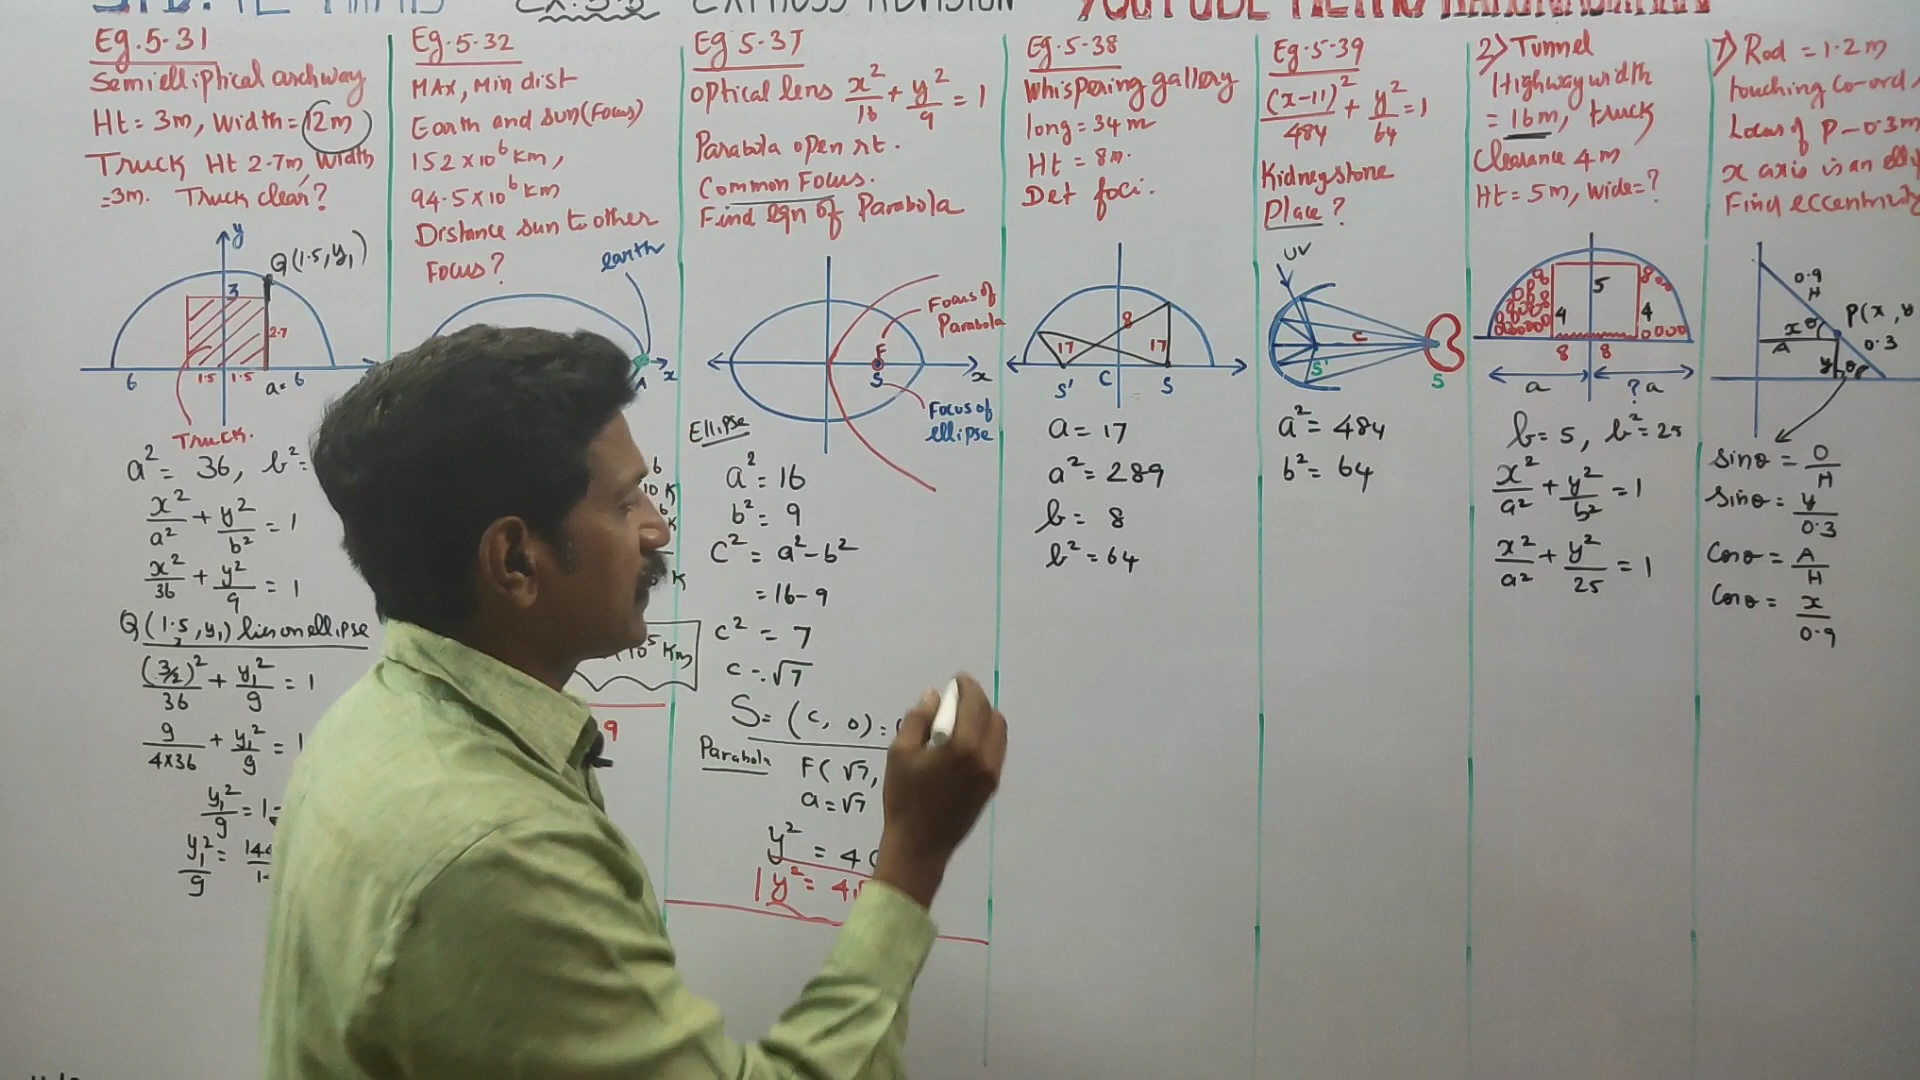 Eg.5-31
Semielliptical archway
Ht = 3m, Width = 12m
Truck Ht 2.7m, Width
=3m. Truck clear?
y
Q(1.5, y₁)
3
2.7
6
1.5
1.5
a=6
Truck.
a² = 36, b² =
x²/a² + y²/b² = 1
x²/36 + y²/9 = 1
Q(1.5, y₁) lies on ellipse
(3/2)²/36 + y₁²/9 = 1
9/4×36 + y₁²/9 = 1
y₁²/9 = 1-
y₁²/9 =
Eg.5-32
MAX, Min dist
Earth and sun(Focus)
152×10⁶ km,
94.5×10⁶ km
Distance sun to other
Focus?
earth
A
x
Eg 5-37
optical lens x²/16 + y²/9 = 1
Parabola open rt.
Common Focus.
Find eqn of Parabola
Focus of
Parabola
F
S
x
Focus of
ellipse
Ellipse
a² = 16
b² = 9
c² = a²-b²
= 16-9
c² = 7
c = √7
S = (c, 0) =
Parabola
F(√7,
a=√7
y² = 4(
y² = 4
Eg.5-38
Whispering gallery
long = 34 m
Ht = 8m.
Det foci.
8
17
17
S'
C
S
a = 17
a² = 289
b = 8
b² = 64
Eg.5-39
(x-11)²/484 + y²/64 = 1
Kidneystone
Place?
UV
S'
c
S
a² = 484
b² = 64
2) Tunnel
Highway width
= 16m, truck
Clearance 4m
Ht = 5m, wide=?
5
4
4
8
8
a
? a
b = 5, b² = 25
x²/a² + y²/b² = 1
x²/a² + y²/25 = 1
1) Rod = 1.2m
touching co-ord
Locus of P-0.3m
x axis is an
Find eccentricity
0.9
H
P(x,
x
θ
A
0.3
y
θ
sinθ = O/H
sinθ = y/0.3
Cosθ = A/H
Cosθ = x/0.9